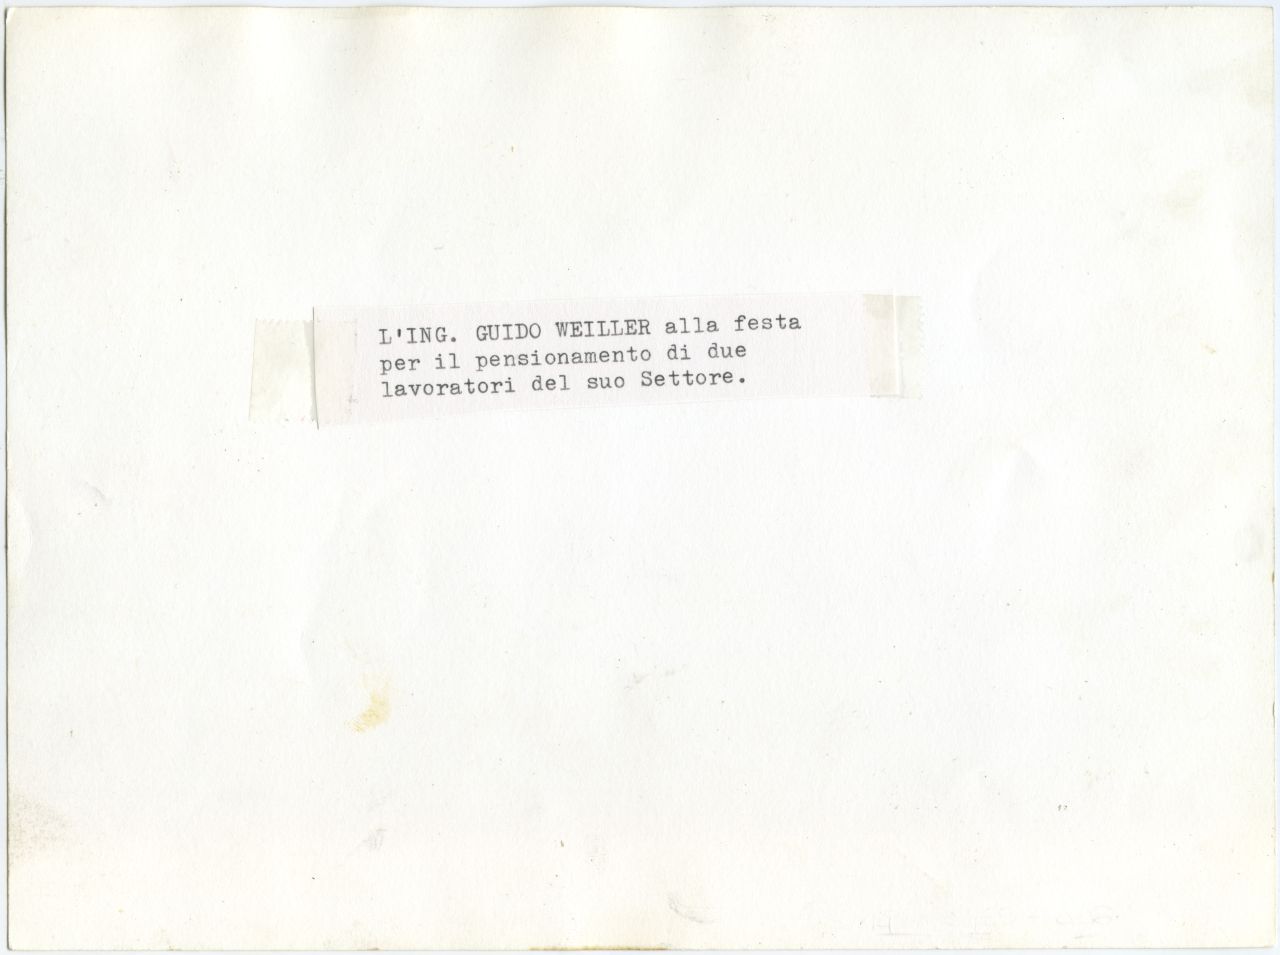 L'ING. GUIDO WEILLER alla festa
per il pensionamento di due
lavoratori del suo Settore.